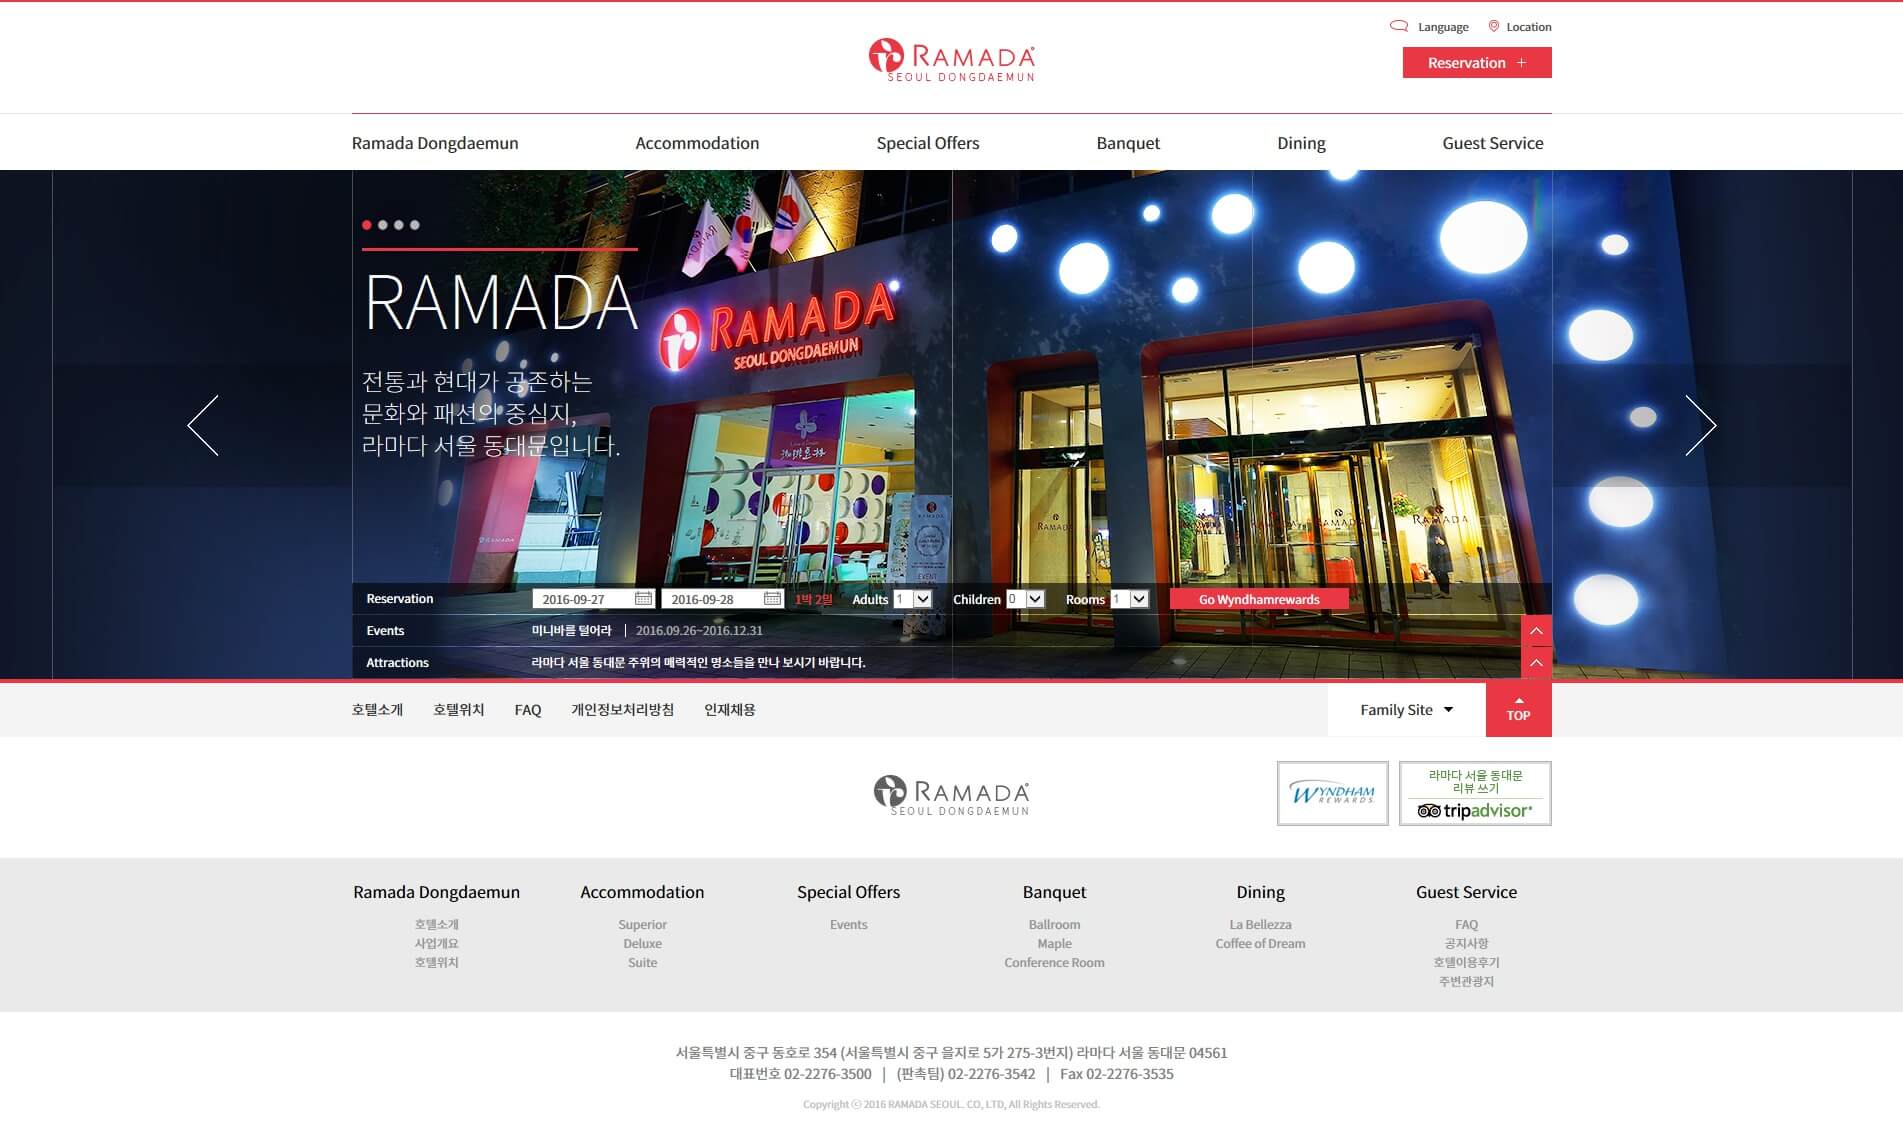 Language
Location
Reservation +
RAMADA
SEOUL DONGDAEMUN
Ramada Dongdaemun
Accommodation
Special Offers
Banquet
Dining
Guest Service
RAMADA
전통과 현대가 공존하는
문화와 패션의 중심지,
라마다 서울 동대문입니다.
RAMADA
RAMADA
SEOUL DONGDAEMUN
RAMADA
RAMADA
RAMADA
RAMADA
RAMADA
EVENT
Reservation 2016-09-27 2016-09-28 1박 2일 Adults 1 Children 0 Rooms 1 Go Wyndhamrewards
Events 미니바를 털어라 | 2016.09.26~2016.12.31
Attractions 라마다 서울 동대문 주위의 매력적인 명소들을 만나 보시기 바랍니다.
호텔소개 호텔위치 FAQ 개인정보처리방침 인재채용
Family Site
TOP
RAMADA
SEOUL DONGDAEMUN
WYNDHAM
REWARDS
라마다 서울 동대문
리뷰 쓰기
tripadvisor
Ramada Dongdaemun
호텔소개
사업개요
호텔위치
Accommodation
Superior
Deluxe
Suite
Special Offers
Events
Banquet
Ballroom
Maple
Conference Room
Dining
La Bellezza
Coffee of Dream
Guest Service
FAQ
공지사항
호텔이용후기
주변관광지
서울특별시 중구 동호로 354 (서울특별시 중구 을지로 5가 275-3번지) 라마다 서울 동대문 04561
대표번호 02-2276-3500 | (판촉팀) 02-2276-3542 | Fax 02-2276-3535
Copyright ⓒ 2016 RAMADA SEOUL. CO, LTD, All Rights Reserved.